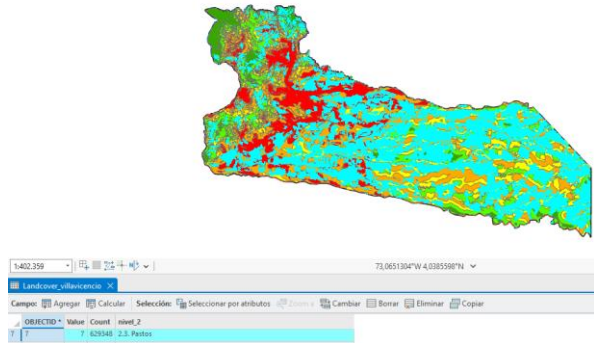 1:402.359 73,0651304°W 4,0385598°N
Landcover_villavicencio
Campo: Agregar Calcular Selección: Seleccionar por atributos Zoom a Cambiar Borrar Eliminar Copiar
OBJECTID * Value Count nivel_2
7 7 7 629348 2.3. Pastos